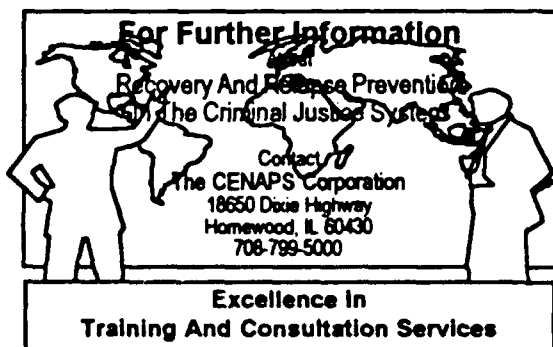 For Further Information
Recovery And Relapse Prevention
In The Criminal Justice System
Contact
The CENAPS Corporation
18650 Dixie Highway
Homewood, IL 60430
708-799-5000
Excellence in
Training And Consultation Services